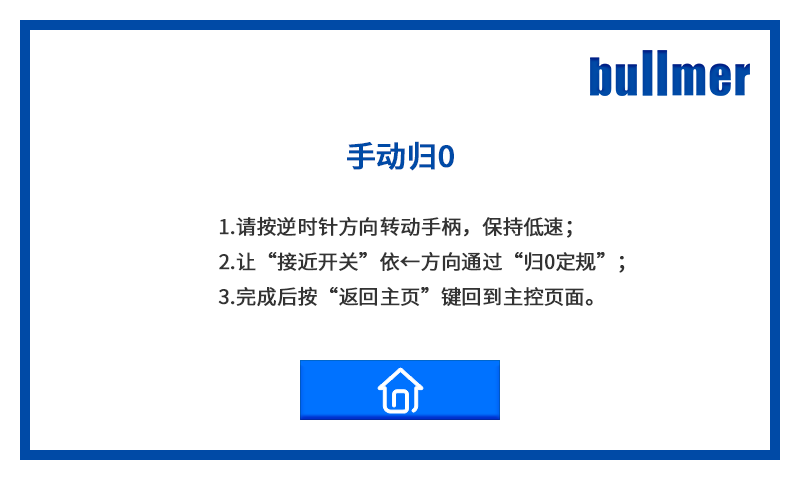 bullmer
手动归0
1.请按逆时针方向转动手柄，保持低速；
2.让“接近开关”依←方向通过“归0定规”；
3.完成后按“返回主页”键回到主控页面。